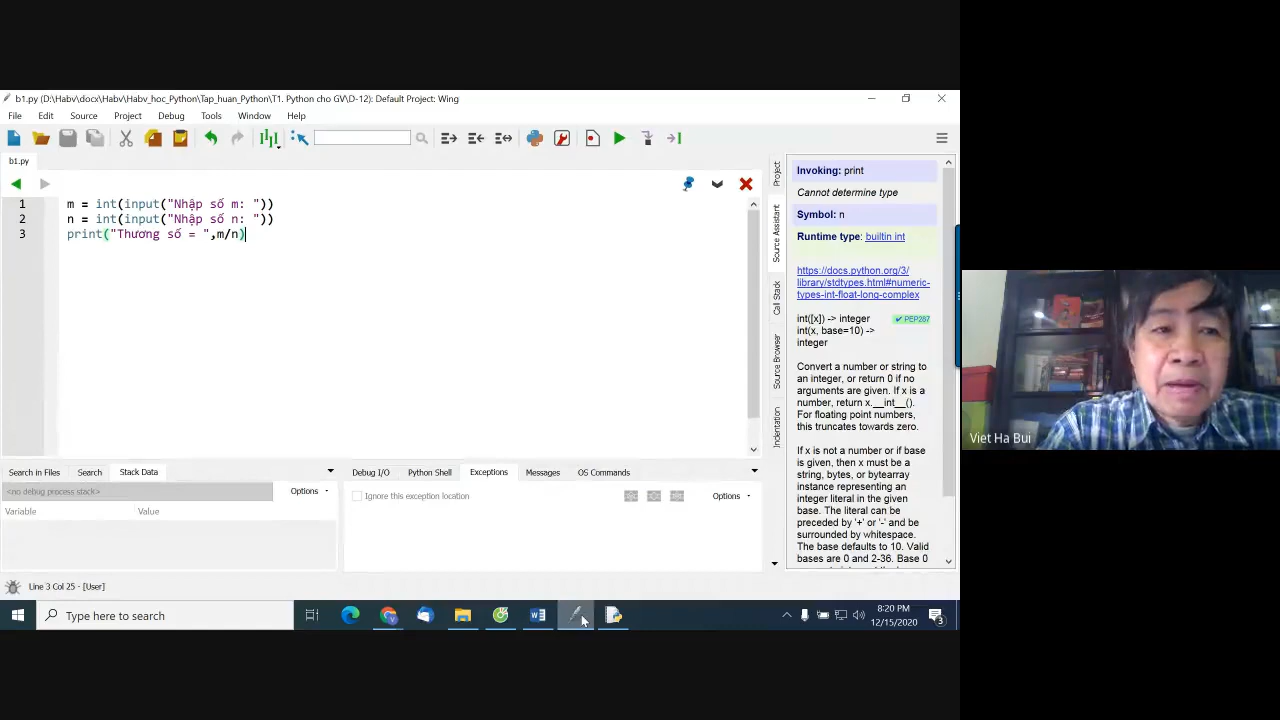 b1.py (D:\Habv\docx\Habv\Habv_hoc_Python\Tap_huan_Python\T1. Python cho GV\D-12): Default Project: Wing
File Edit Source Project Debug Tools Window Help
b1.py
1 m = int(input("Nhập số m: "))
2 n = int(input("Nhập số n: "))
3 print("Thương số = ",m/n)
Project
Source Assistant
Call Stack
Source Browser
Indentation
Invoking: print
Cannot determine type
Symbol: n
Runtime type: builtin int
https://docs.python.org/3/
library/stdtypes.html#numeric-
types-int-float-long-complex
int([x]) -> integer ✔ PEP287
int(x, base=10) ->
integer
Convert a number or string to
an integer, or return 0 if no
arguments are given. If x is a
number, return x.__int__().
For floating point numbers,
this truncates towards zero.
If x is not a number or if base
is given, then x must be a
string, bytes, or bytearray
instance representing an
integer literal in the given
base. The literal can be
preceded by '+' or '-' and be
surrounded by whitespace.
The base defaults to 10. Valid
bases are 0 and 2-36. Base 0
Search in Files Search Stack Data
<no debug process stack> Options
Variable Value
Debug I/O Python Shell Exceptions Messages OS Commands
Ignore this exception location Options
Line 3 Col 25 - [User]
Type here to search
8:20 PM
12/15/2020
3
Viet Ha Bui